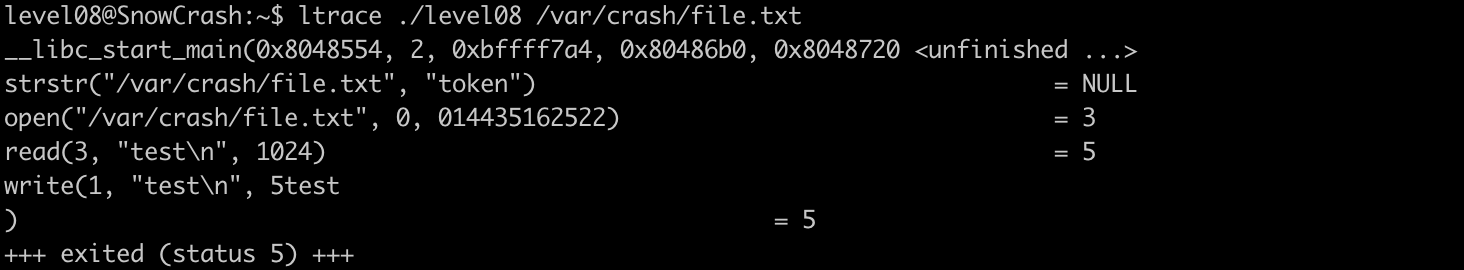 level08@SnowCrash:~$ ltrace ./level08 /var/crash/file.txt
__libc_start_main(0x8048554, 2, 0xbffff7a4, 0x80486b0, 0x8048720 <unfinished ...>
strstr("/var/crash/file.txt", "token") = NULL
open("/var/crash/file.txt", 0, 014435162522) = 3
read(3, "test\n", 1024) = 5
write(1, "test\n", 5test
) = 5
+++ exited (status 5) +++